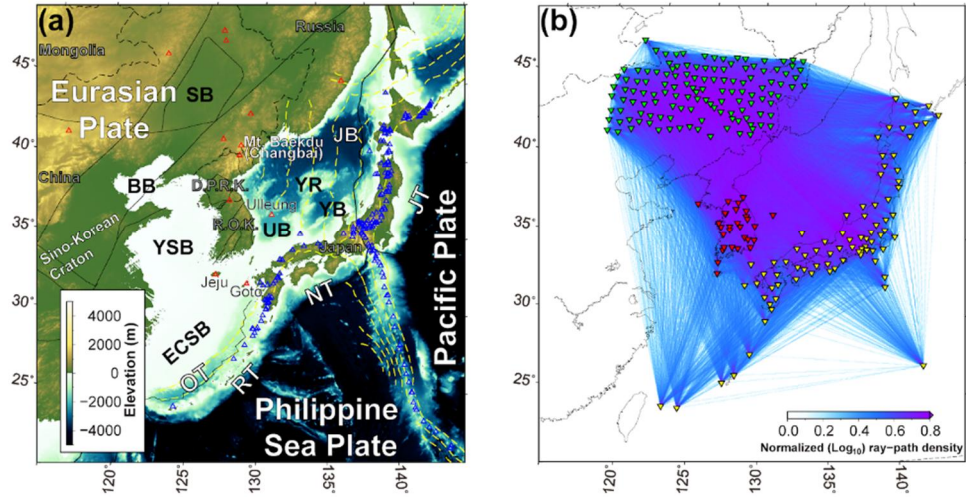 (a)
Russia
Mongolia
45°
SB
Eurasian
Plate
JB
40°
Mt. Baekdu
(Changbai)
China
BB
D.P.R.K.
YR
Ulleung
YB
JT
35°
R.O.K.
UB
Sino-Korean
Craton
YSB
Japan
Pacific Plate
Jeju
Goto
NT
30°
4000
2000
0
−2000
−4000
Elevation (m)
ECSB
OT
RT
25°
Philippine
Sea Plate
120°
125°
130°
135°
140°
(b)
45°
40°
35°
30°
25°
0.0 0.2 0.4 0.6 0.8
Normalized (Log10) ray−path density
120°
125°
130°
135°
140°